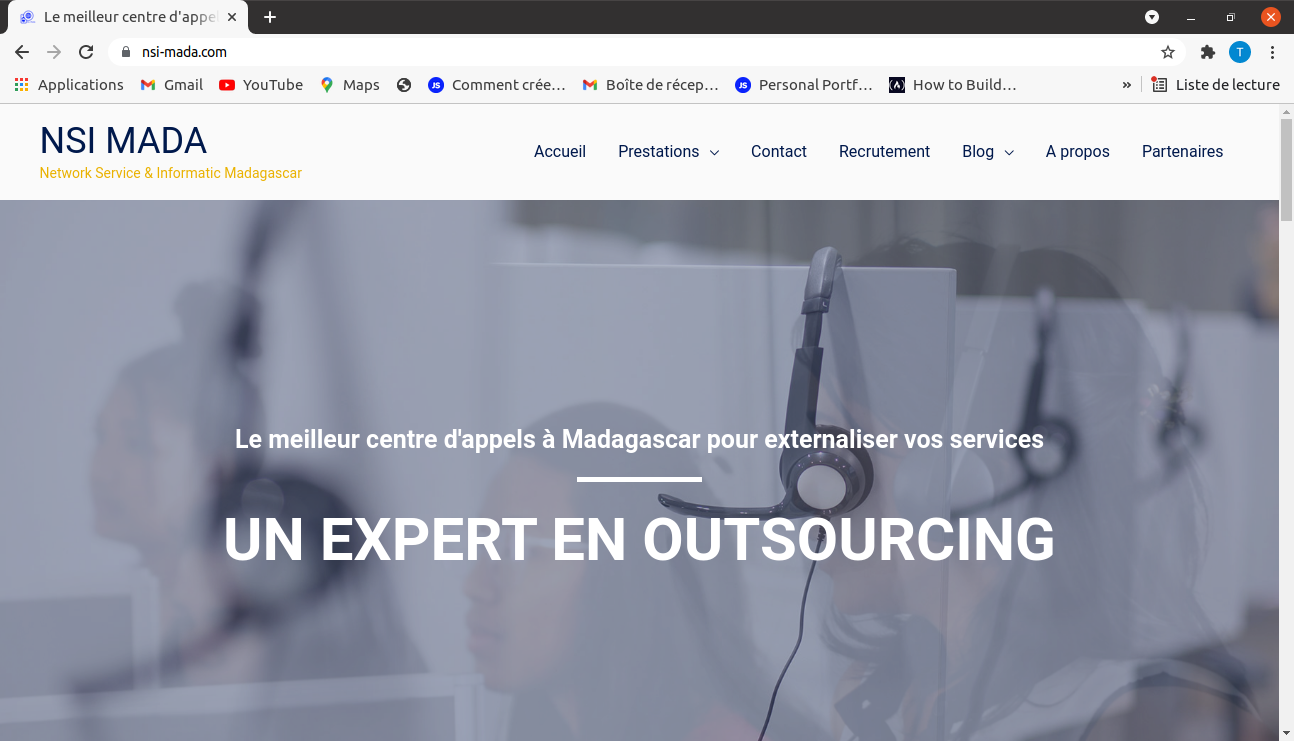 Le meilleur centre d'appel
nsi-mada.com
T
Applications Gmail YouTube Maps Comment crée... Boîte de récep... Personal Portf... How to Build... » Liste de lecture
NSI MADA
Network Service & Informatic Madagascar
Accueil Prestations Contact Recrutement Blog A propos Partenaires
Le meilleur centre d'appels à Madagascar pour externaliser vos services
UN EXPERT EN OUTSOURCING